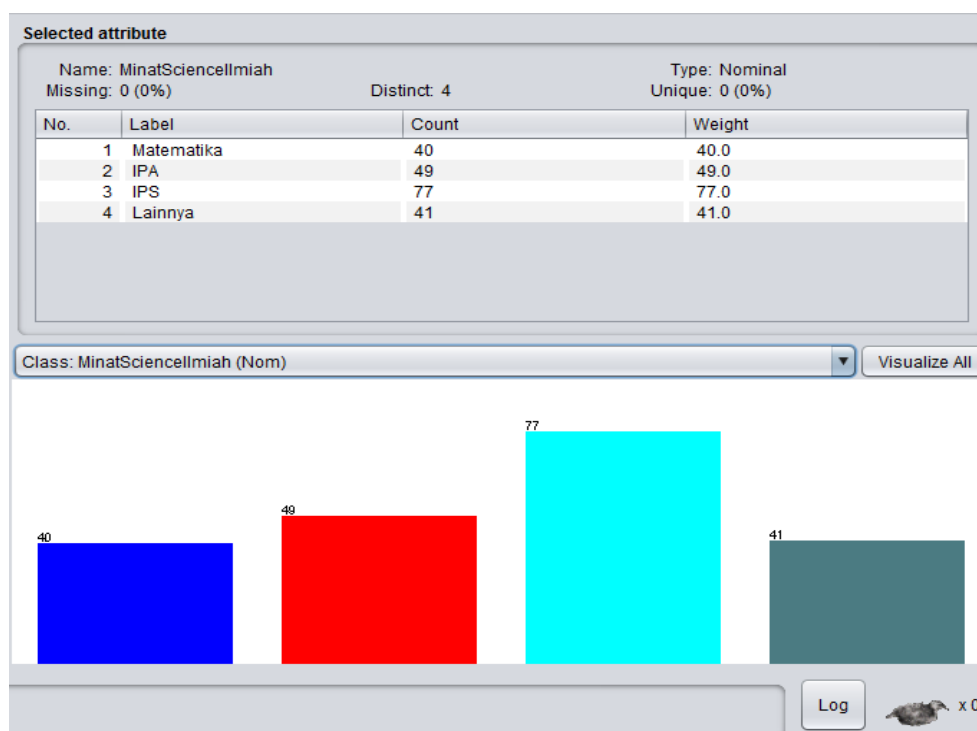 Selected attribute
Name: MinatScienceIlmiah Type: Nominal
Missing: 0 (0%) Distinct: 4 Unique: 0 (0%)
No. Label Count Weight
1 Matematika 40 40.0
2 IPA 49 49.0
3 IPS 77 77.0
4 Lainnya 41 41.0
Class: MinatScienceIlmiah (Nom) Visualize All
40 49 77 41
Log x 0